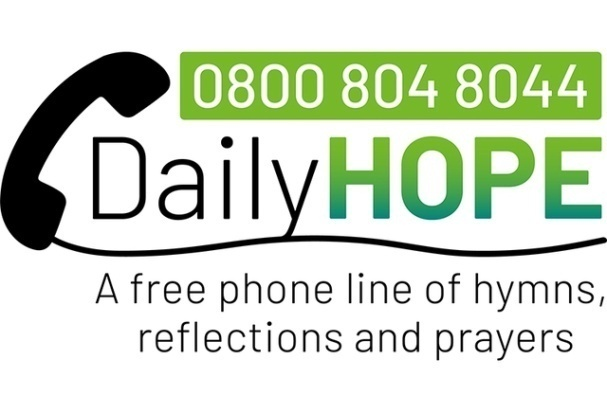 0800 804 8044
DailyHOPE
A free phone line of hymns,
reflections and prayers